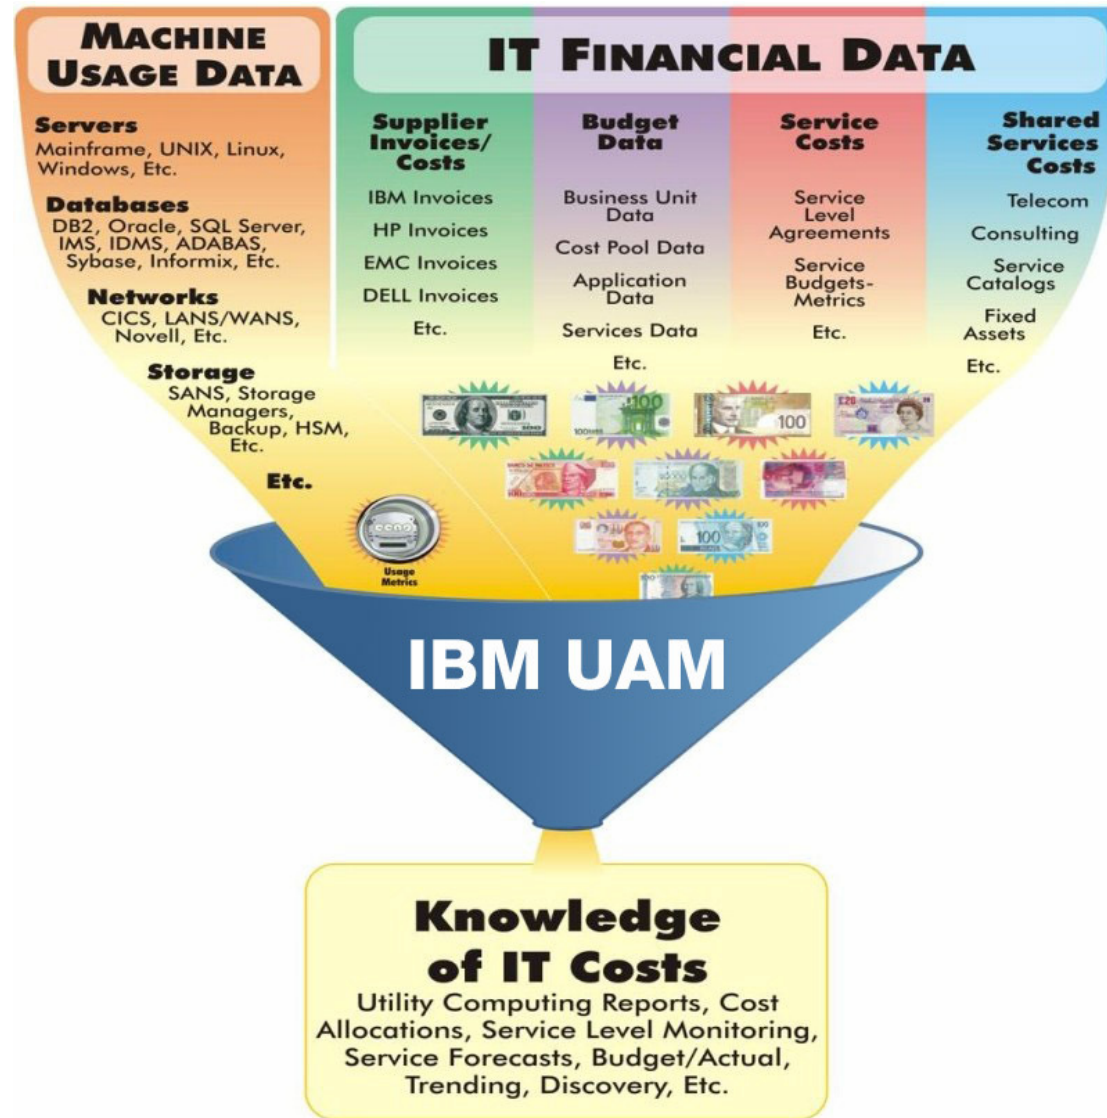 MACHINE
USAGE DATA
Servers
Mainframe, UNIX, Linux,
Windows, Etc.
Databases
DB2, Oracle, SQL Server,
IMS, IDMS, ADABAS,
Sybase, Informix, Etc.
Networks
CICS, LANS/WANS,
Novell, Etc.
Storage
SANS, Storage
Managers,
Backup, HSM,
Etc.
Etc.
Usage
Metrics
IT FINANCIAL DATA
Supplier
Invoices/
Costs
IBM Invoices
HP Invoices
EMC Invoices
DELL Invoices
Etc.
Budget
Data
Business Unit
Data
Cost Pool Data
Application
Data
Services Data
Etc.
Service
Costs
Service
Level
Agreements
Service
Budgets-
Metrics
Etc.
Shared
Services
Costs
Telecom
Consulting
Service
Catalogs
Fixed
Assets
Etc.
100
100
£20
100
IBM UAM
Knowledge
of IT Costs
Utility Computing Reports, Cost
Allocations, Service Level Monitoring,
Service Forecasts, Budget/Actual,
Trending, Discovery, Etc.